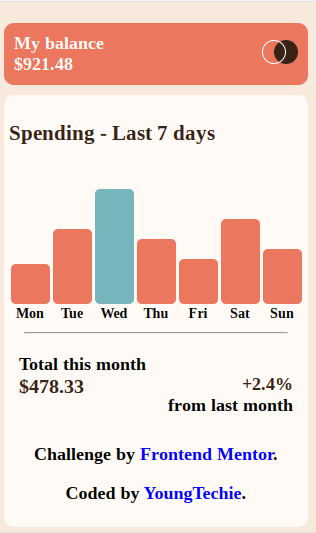 My balance
$921.48
Spending - Last 7 days
Mon Tue Wed Thu Fri Sat Sun
Total this month
$478.33
+2.4%
from last month
Challenge by Frontend Mentor.
Coded by YoungTechie.